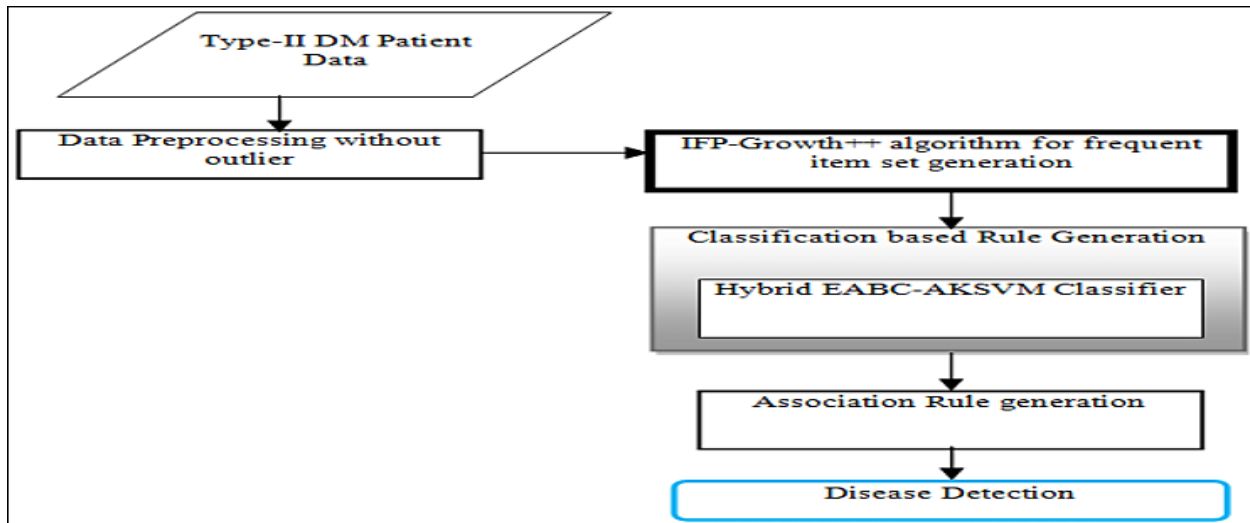 Type-II DM Patient
Data
Data Preprocessing without
outlier
IFP-Growth++ algorithm for frequent
item set generation
Classification based Rule Generation
Hybrid EABC-AKSVM Classifier
Association Rule generation
Disease Detection